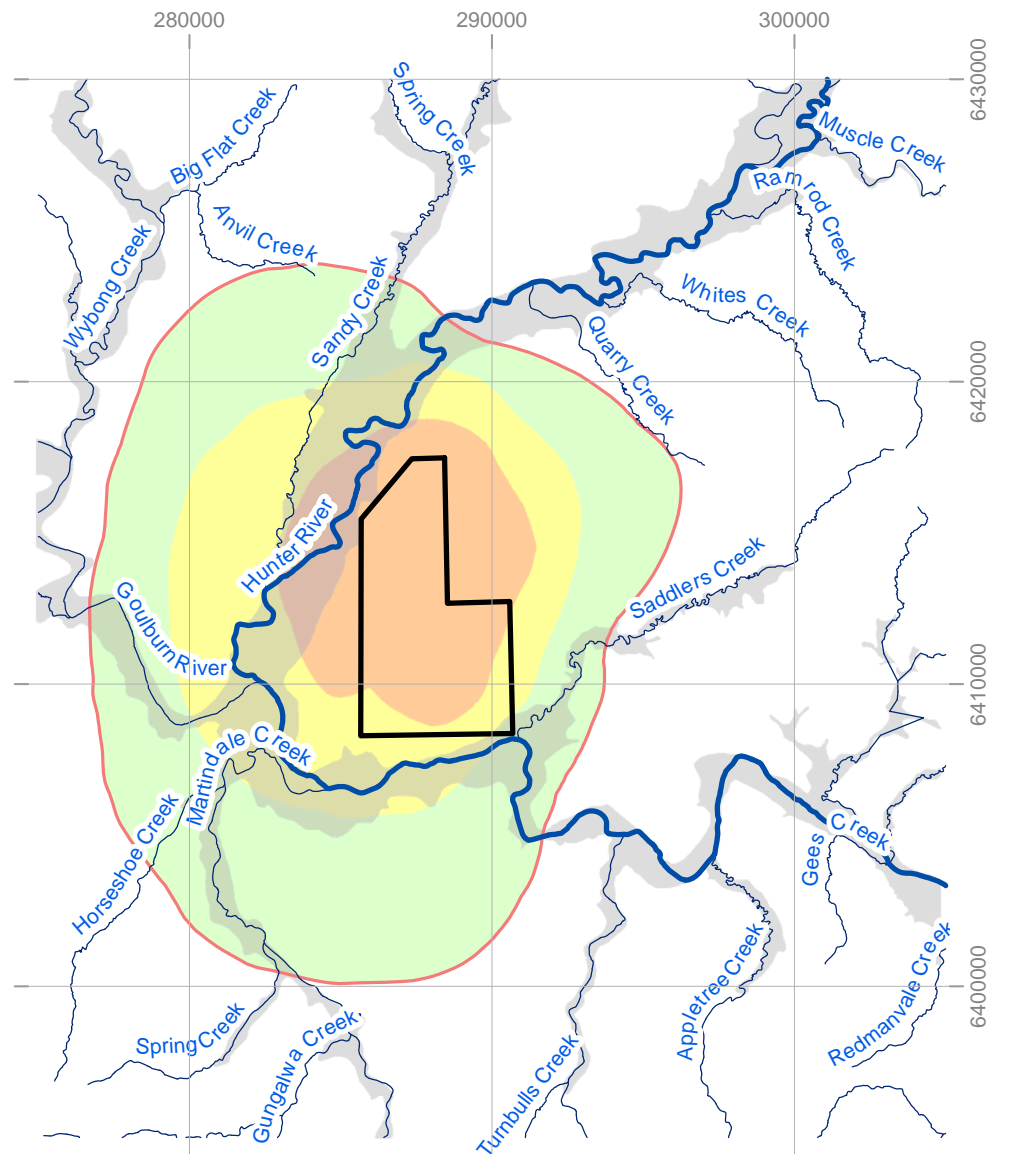 280000
290000
300000
6430000
Spring Creek
Big Flat Creek
Muscle Creek
Ramrod Creek
Anvil Creek
Wybong Creek
Sandy Creek
Whites Creek
Quarry Creek
6420000
Hunter River
Saddlers Creek
Goulburn River
6410000
Martindale Creek
Horseshoe Creek
Creek
Gees
Appletree Creek
Redmanvale Creek
6400000
Spring Creek
Gungalwa Creek
Turnbulls Creek